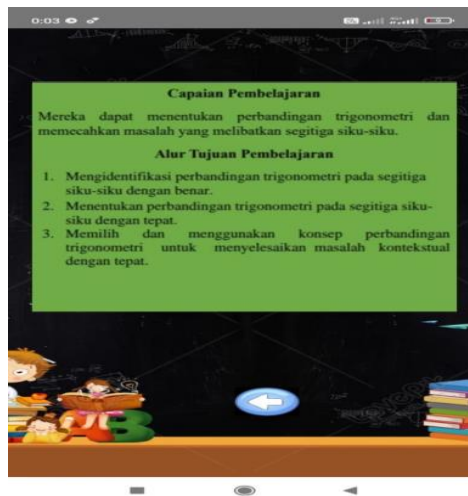 0:03
Capaian Pembelajaran
Mereka dapat menentukan perbandingan trigonometri dan
memecahkan masalah yang melibatkan segitiga siku-siku.
Alur Tujuan Pembelajaran
1. Mengidentifikasi perbandingan trigonometri pada segitiga
siku-siku dengan benar.
2. Menentukan perbandingan trigonometri pada segitiga siku-
siku dengan tepat.
3. Memilih dan menggunakan konsep perbandingan
trigonometri untuk menyelesaikan masalah kontekstual
dengan tepat.
A B